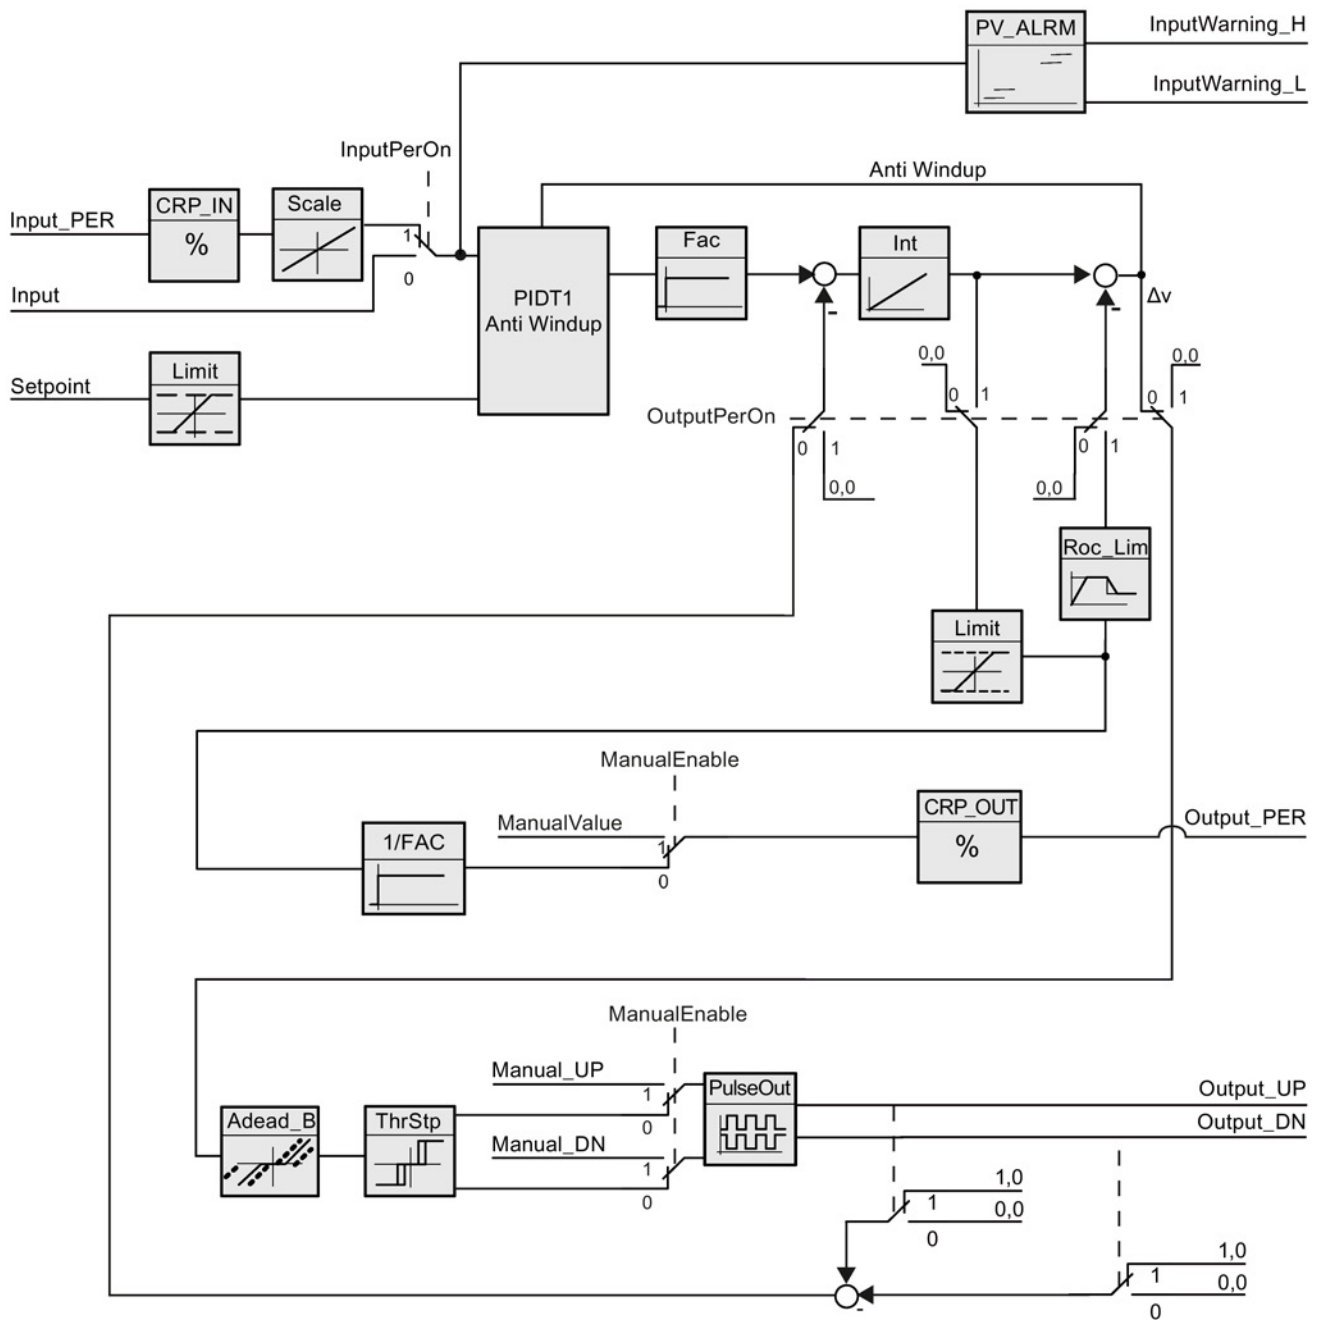 PV_ALRM
InputWarning_H
InputWarning_L
InputPerOn
Anti Windup
Input_PER
CRP_IN
%
Scale
1
0
Input
PIDT1
Anti Windup
Fac
Int
-
-
Δv
Setpoint
Limit
0,0
0 1
0,0
0 1
OutputPerOn
0 1
0,0
0 1
0,0
Roc_Lim
Limit
ManualEnable
ManualValue
1
0
1/FAC
CRP_OUT
%
Output_PER
ManualEnable
Manual_UP
1
0
Manual_DN
1
0
Adead_B
ThrStp
PulseOut
Output_UP
Output_DN
1,0
1
0,0
0
1,0
1
0,0
0
-